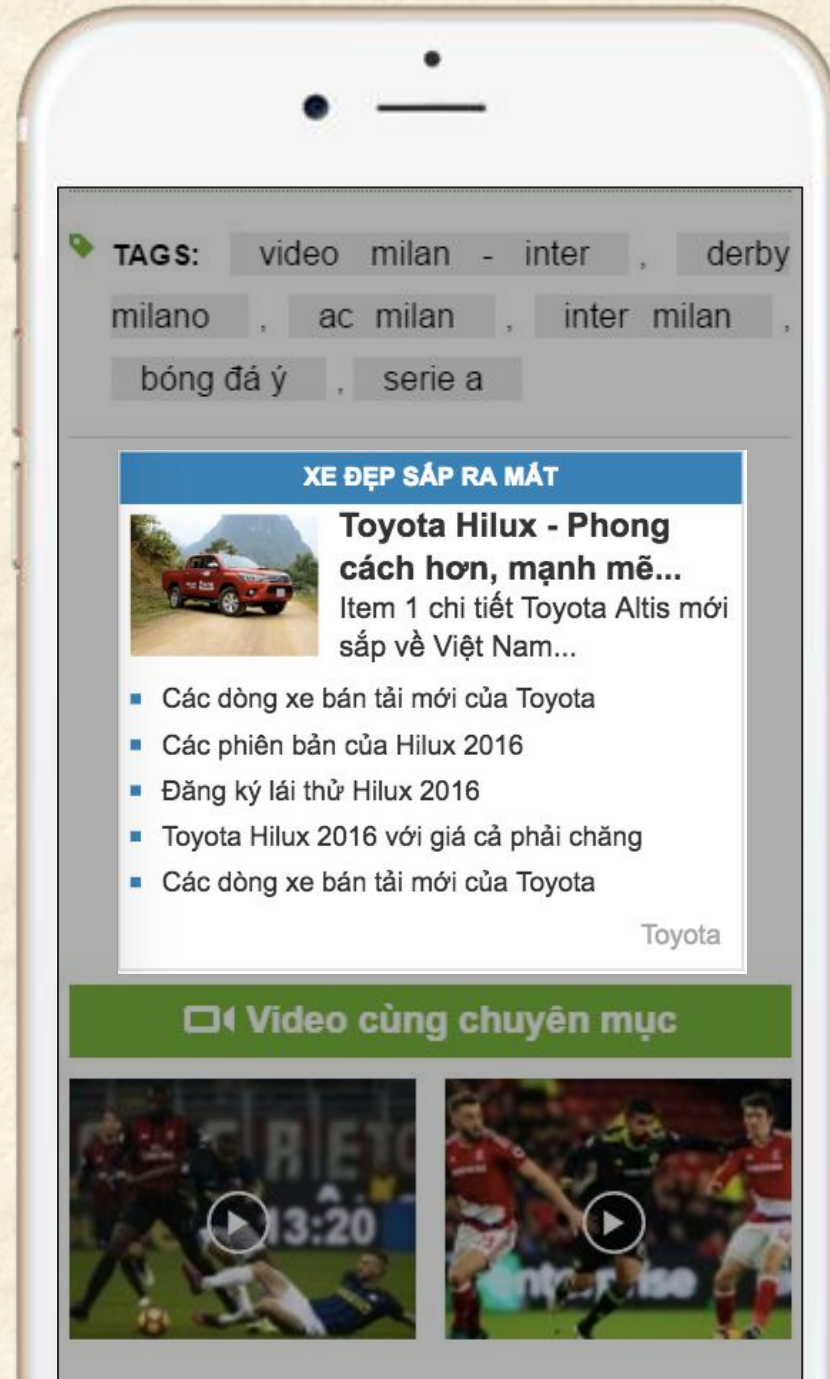 TAGS: video milan - inter , derby
milano , ac milan , inter milan ,
bóng đá ý , serie a
XE ĐẸP SẮP RA MẮT
Toyota Hilux - Phong
cách hơn, mạnh mẽ...
Item 1 chi tiết Toyota Altis mới
sắp về Việt Nam...
Các dòng xe bán tải mới của Toyota
Các phiên bản của Hilux 2016
Đăng ký lái thử Hilux 2016
Toyota Hilux 2016 với giá cả phải chăng
Các dòng xe bán tải mới của Toyota
Toyota
Video cùng chuyên mục
13:20